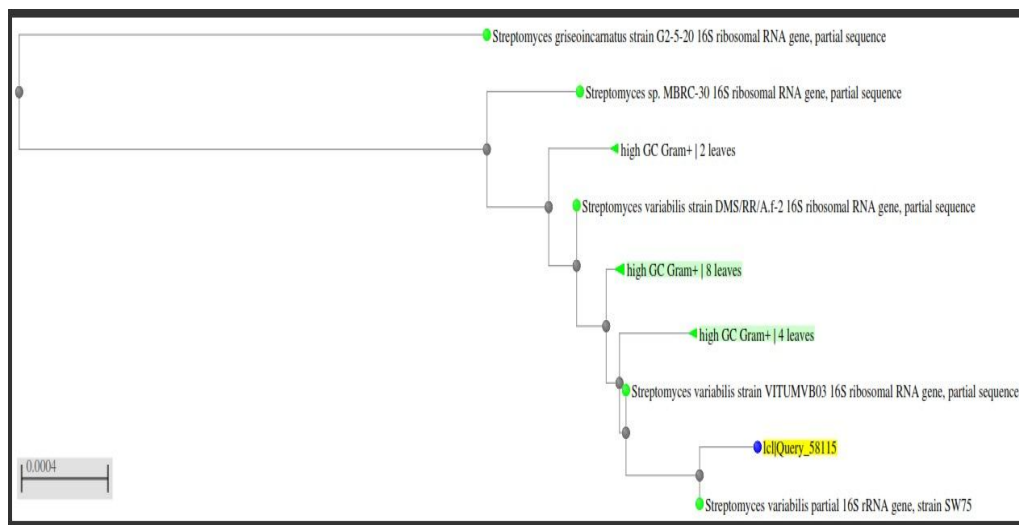 Streptomyces griseoincarnatus strain G2-5-20 16S ribosomal RNA gene, partial sequence
Streptomyces sp. MBRC-30 16S ribosomal RNA gene, partial sequence
high GC Gram+ | 2 leaves
Streptomyces variabilis strain DMS/RR/A.f-2 16S ribosomal RNA gene, partial sequence
high GC Gram+ | 8 leaves
high GC Gram+ | 4 leaves
Streptomyces variabilis strain VITUMVB03 16S ribosomal RNA gene, partial sequence
lcl|Query_58115
0.0004
Streptomyces variabilis partial 16S rRNA gene, strain SW75